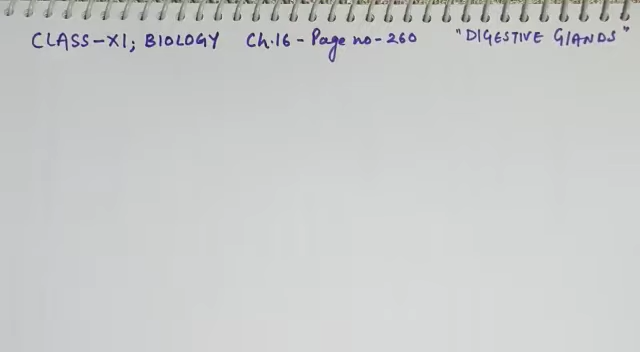 CLASS-XI; BIOLOGY Ch.16 - Page no - 260 "DIGESTIVE GLANDS"